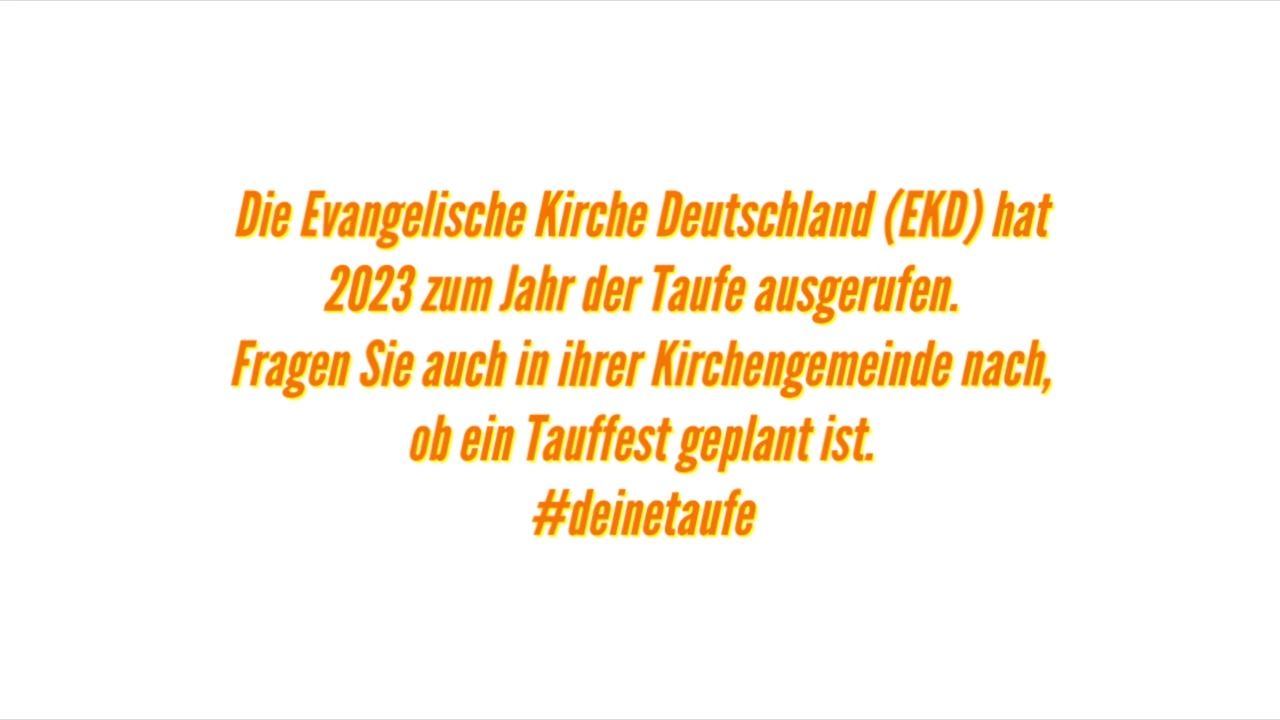 Die Evangelische Kirche Deutschland (EKD) hat
2023 zum Jahr der Taufe ausgerufen.
Fragen Sie auch in ihrer Kirchengemeinde nach,
ob ein Tauffest geplant ist.
#deinetaufe